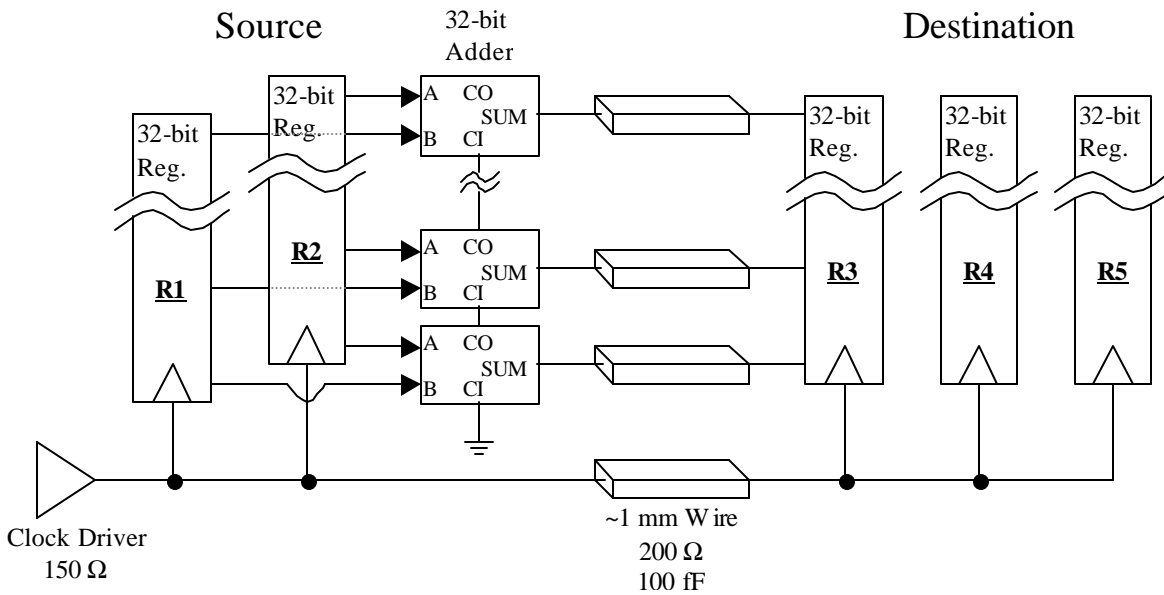 Source
32-bit
Adder
Destination
32-bit
Reg.
R1
32-bit
Reg.
R2
A CO
SUM
B CI
A CO
SUM
B CI
A CO
SUM
B CI
32-bit
Reg.
R3
32-bit
Reg.
R4
32-bit
Reg.
R5
Clock Driver
150 Ω
~1 mm Wire
200 Ω
100 fF